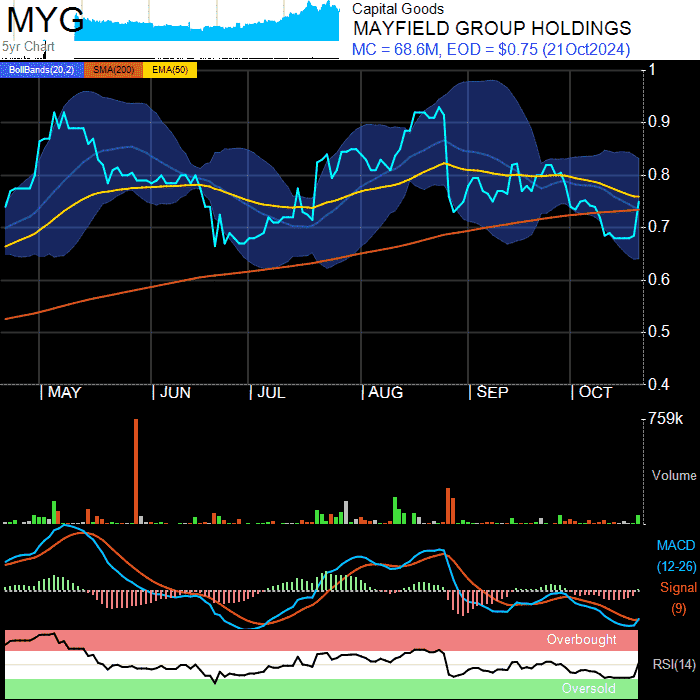 MYG
5yr Chart
Capital Goods
MAYFIELD GROUP HOLDINGS
MC = 68.6M, EOD = $0.75 (21Oct2024)
BollBands(20,2) SMA(200) EMA(50)
1
0.9
0.8
0.7
0.6
0.5
0.4
MAY JUN JUL AUG SEP OCT
759k
Volume
MACD
(12-26)
Signal
(9)
Overbought
RSI(14)
Oversold